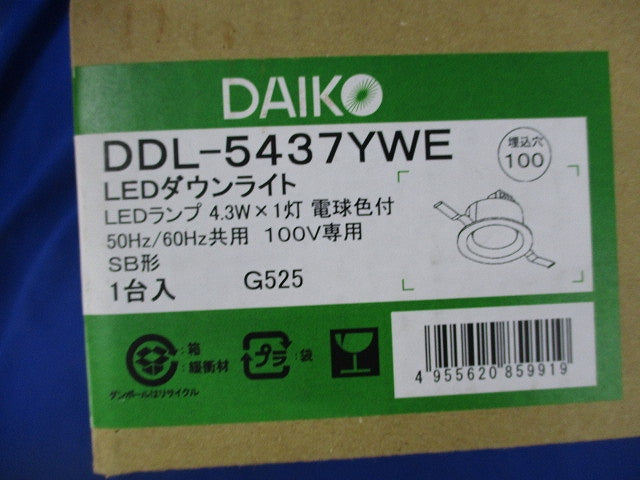 DAIKO
DDL-5437YWE
埋込穴
100
LEDダウンライト
LEDランプ 4.3W×1灯 電球色付
50Hz/60Hz共用 100V専用
SB形
1台入 G525
:箱
:緩衝材
プラ :袋
ダンボールはリサイクル
4 955620 859919